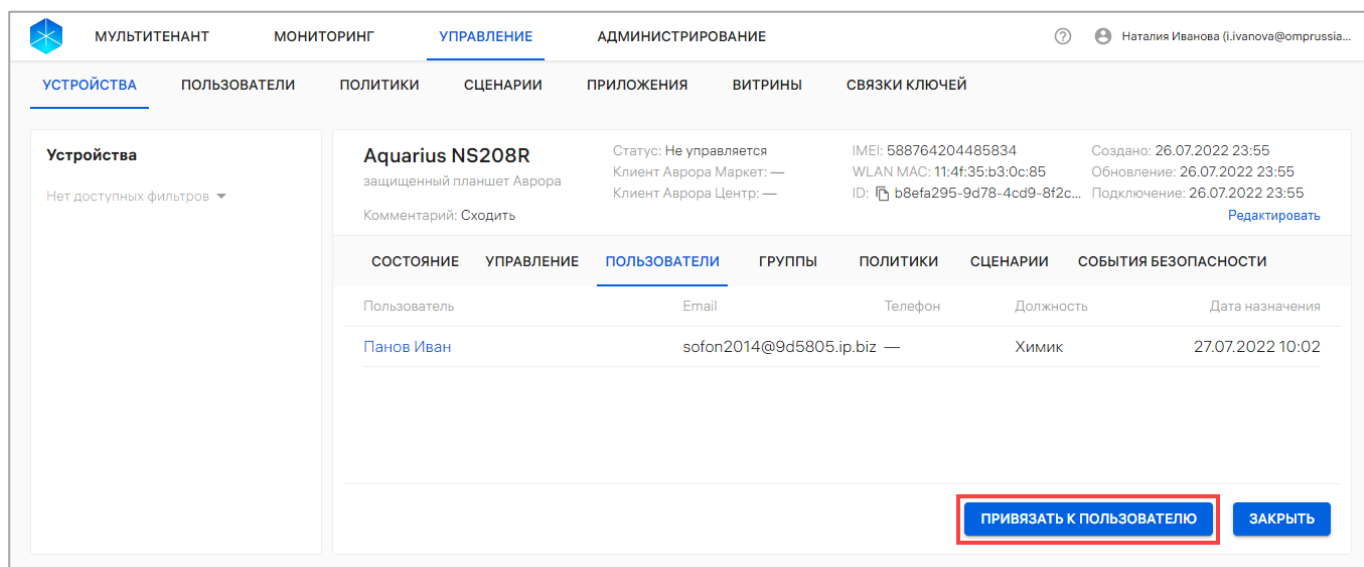 МУЛЬТИТЕНАНТ МОНИТОРИНГ УПРАВЛЕНИЕ АДМИНИСТРИРОВАНИЕ Наталия Иванова (i.ivanova@omprussia...
УСТРОЙСТВА ПОЛЬЗОВАТЕЛИ ПОЛИТИКИ СЦЕНАРИИ ПРИЛОЖЕНИЯ ВИТРИНЫ СВЯЗКИ КЛЮЧЕЙ
Устройства
Нет доступных фильтров
Aquarius NS208R
защищенный планшет Аврора
Комментарий: Сходить
Статус: Не управляется
Клиент Аврора Маркет: —
Клиент Аврора Центр: —
IMEI: 588764204485834
WLAN MAC: 11:4f:35:b3:0c:85
ID: b8efa295-9d78-4cd9-8f2c...
Создано: 26.07.2022 23:55
Обновление: 26.07.2022 23:55
Подключение: 26.07.2022 23:55
Редактировать
СОСТОЯНИЕ УПРАВЛЕНИЕ ПОЛЬЗОВАТЕЛИ ГРУППЫ ПОЛИТИКИ СЦЕНАРИИ СОБЫТИЯ БЕЗОПАСНОСТИ
Пользователь Email Телефон Должность Дата назначения
Панов Иван sofon2014@9d5805.ip.biz — Химик 27.07.2022 10:02
ПРИВЯЗАТЬ К ПОЛЬЗОВАТЕЛЮ ЗАКРЫТЬ